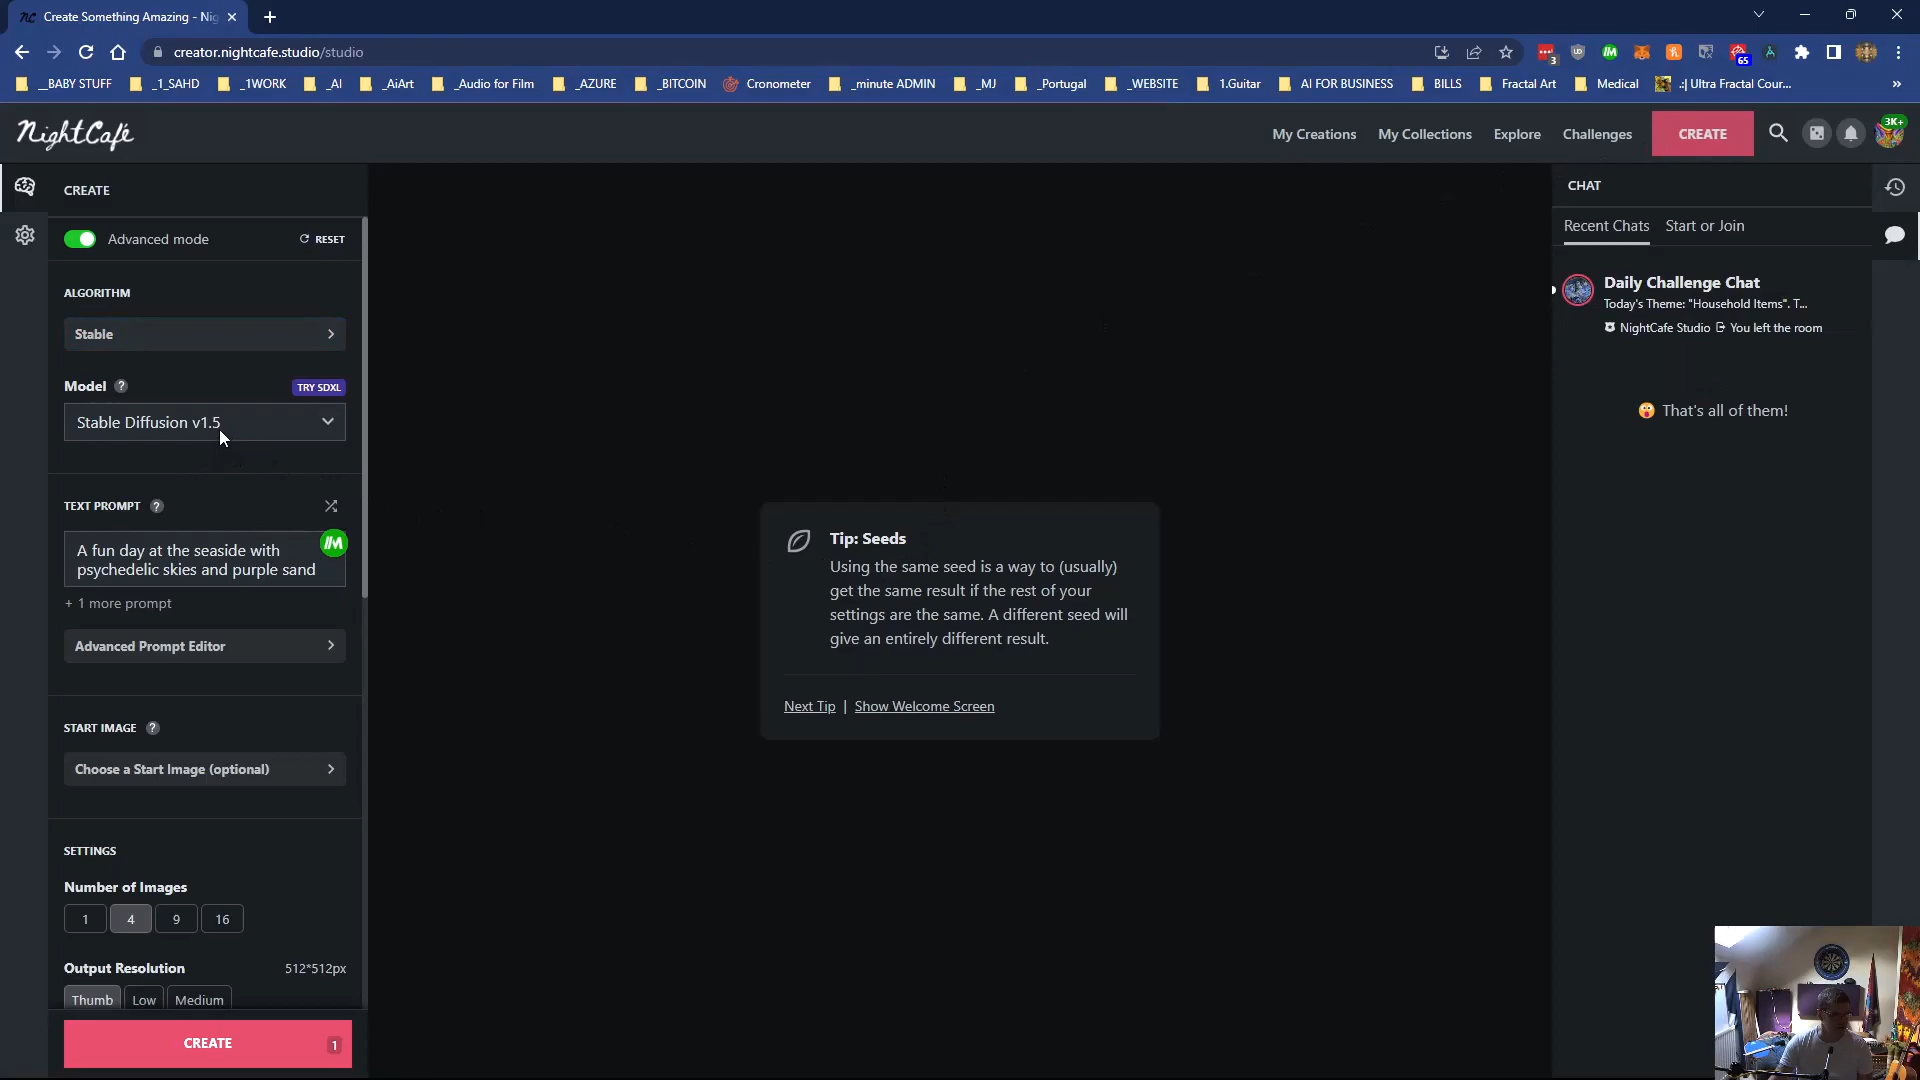 Create Something Amazing - Nig
creator.nightcafe.studio/studio
3
65
__BABY STUFF
_1_SAHD
_1WORK
_AI
_AiArt
_Audio for Film
_AZURE
_BITCOIN
Cronometer
_minute ADMIN
_MJ
_Portugal
_WEBSITE
1.Guitar
AI FOR BUSINESS
BILLS
Fractal Art
Medical
.:| Ultra Fractal Cour...
»
NightCafé
My Creations
My Collections
Explore
Challenges
CREATE
3K+
CREATE
Advanced mode
RESET
ALGORITHM
Stable
Model
TRY SDXL
Stable Diffusion v1.5
TEXT PROMPT
A fun day at the seaside with
psychedelic skies and purple sand
+ 1 more prompt
Advanced Prompt Editor
START IMAGE
Choose a Start Image (optional)
SETTINGS
Number of Images
1 4 9 16
Output Resolution 512*512px
Thumb Low Medium
CREATE 1
Tip: Seeds
Using the same seed is a way to (usually)
get the same result if the rest of your
settings are the same. A different seed will
give an entirely different result.
Next Tip | Show Welcome Screen
CHAT
Recent Chats Start or Join
Daily Challenge Chat
Today's Theme: "Household Items". T...
NightCafe Studio You left the room
That's all of them!